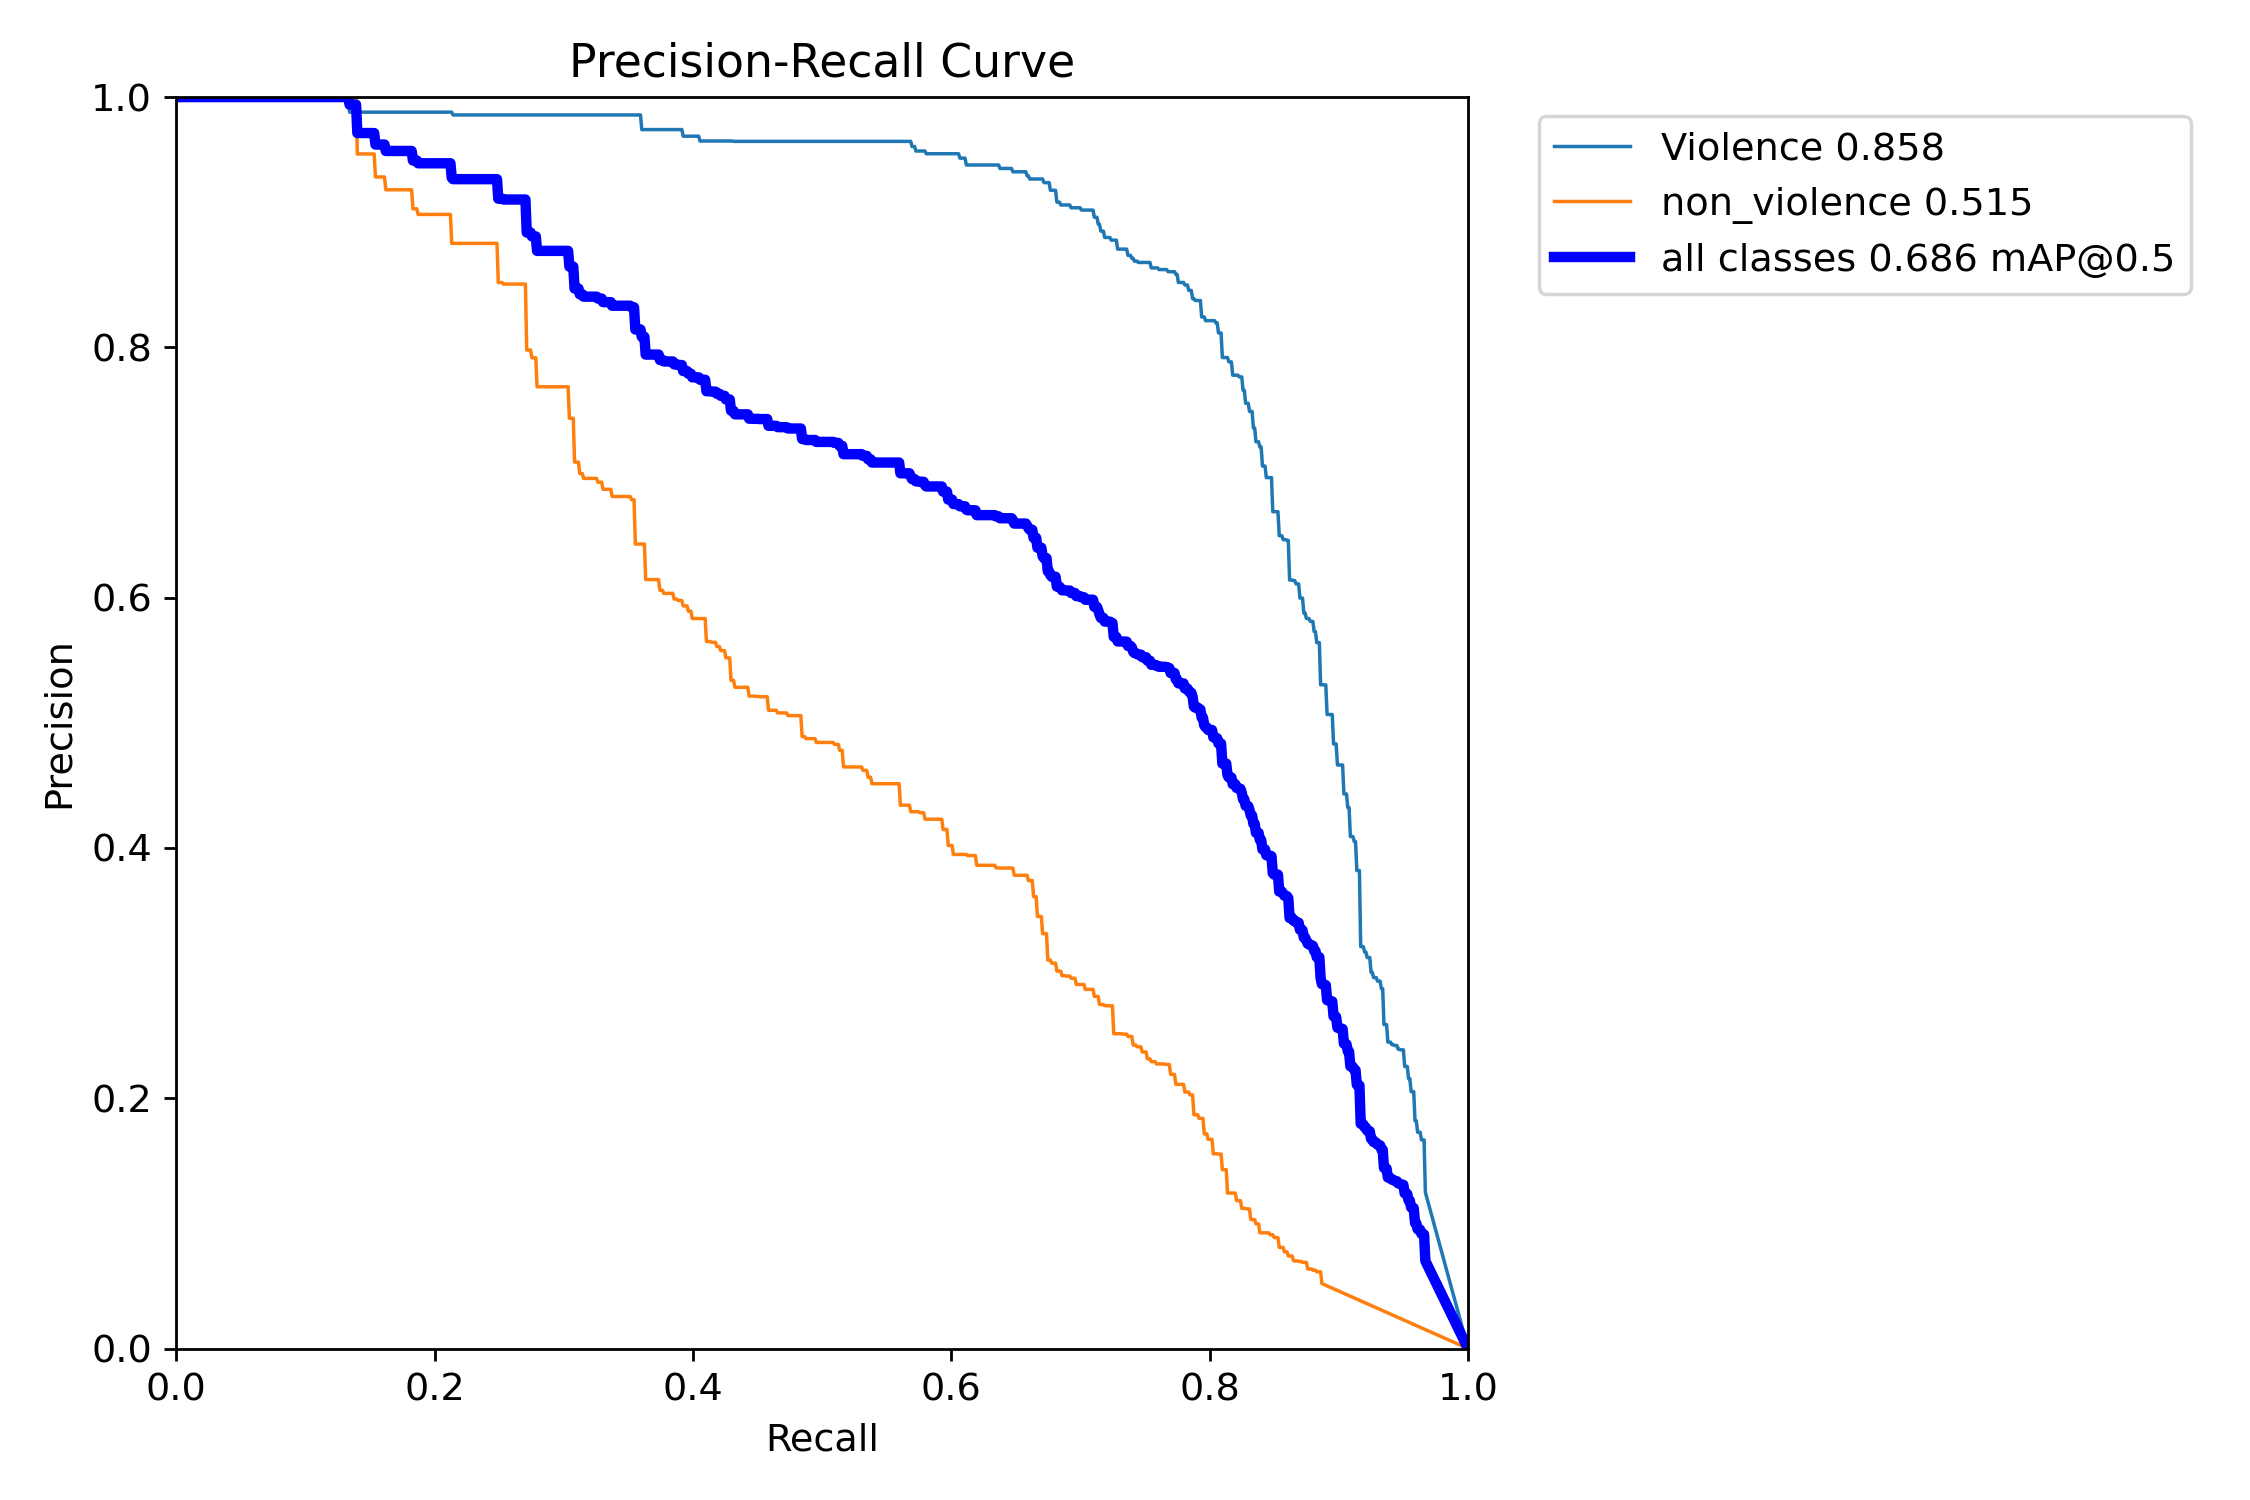 Precision-Recall Curve
1.0
0.8
0.6
0.4
0.2
0.0
Precision
0.0 0.2 0.4 0.6 0.8 1.0
Recall
Violence 0.858
non_violence 0.515
all classes 0.686 mAP@0.5